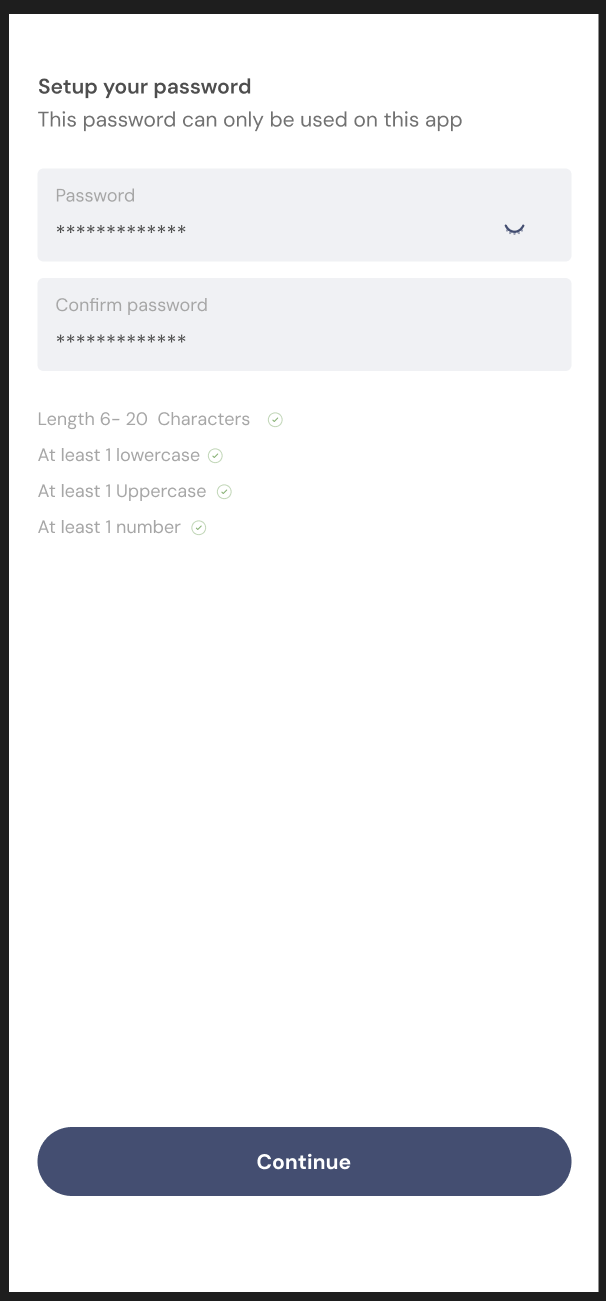 Setup your password
This password can only be used on this app
Password
*************
Confirm password
*************
Length 6- 20  Characters
At least 1 lowercase
At least 1 Uppercase
At least 1 number
Continue